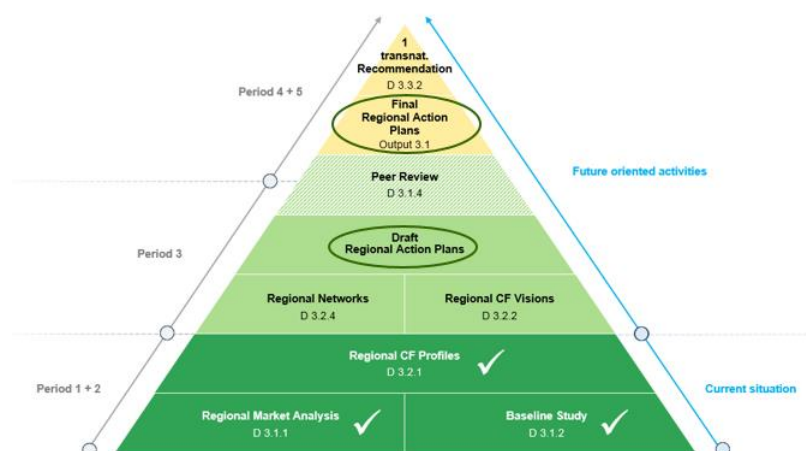 1
transnat.
Recommendation
D 3.3.2
Period 4 + 5
Final
Regional Action
Plans
Output 3.1
Peer Review
D 3.1.4
Future oriented activities
Draft
Regional Action Plans
Period 3
Regional Networks
D 3.2.4
Regional CF Visions
D 3.2.2
Regional CF Profiles
D 3.2.1
Period 1 + 2
Current situation
Regional Market Analysis
D 3.1.1
Baseline Study
D 3.1.2